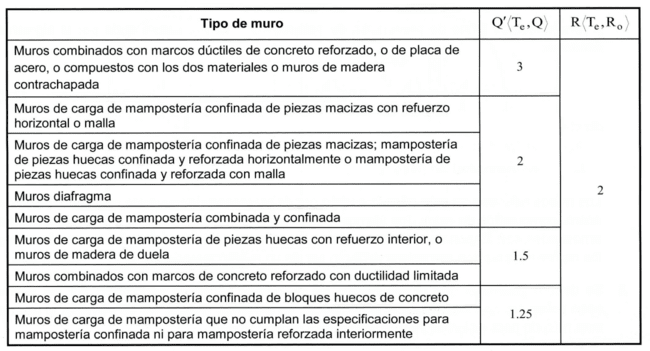 Tipo de muro Q′⟨Te,Q⟩ R⟨Te,Ro⟩
Muros combinados con marcos dúctiles de concreto reforzado, o de placa de
acero, o compuestos con los dos materiales o muros de madera
contrachapada
3
Muros de carga de mampostería confinada de piezas macizas con refuerzo
horizontal o malla
Muros de carga de mampostería confinada de piezas macizas; mampostería
de piezas huecas confinada y reforzada horizontalmente o mampostería de
piezas huecas confinada y reforzada con malla
Muros diafragma
Muros de carga de mampostería combinada y confinada
2
Muros de carga de mampostería de piezas huecas con refuerzo interior, o
muros de madera de duela
Muros combinados con marcos de concreto reforzado con ductilidad limitada
1.5
Muros de carga de mampostería confinada de bloques huecos de concreto
Muros de carga de mampostería que no cumplan las especificaciones para
mampostería confinada ni para mampostería reforzada interiormente
1.25
2